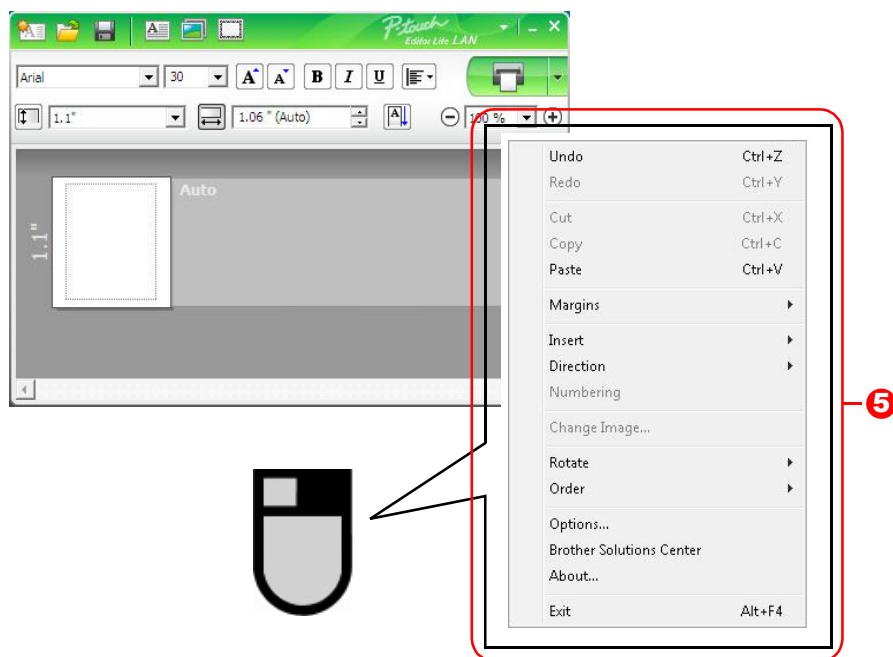 P-touch
Editor Lite LAN
Arial 30 A A B I U
1.1" 1.06 " (Auto) A 100 %
Auto
1.1"
Undo Ctrl+Z
Redo Ctrl+Y
Cut Ctrl+X
Copy Ctrl+C
Paste Ctrl+V
Margins
Insert
Direction
Numbering
Change Image...
Rotate
Order
Options...
Brother Solutions Center
About...
Exit Alt+F4
5